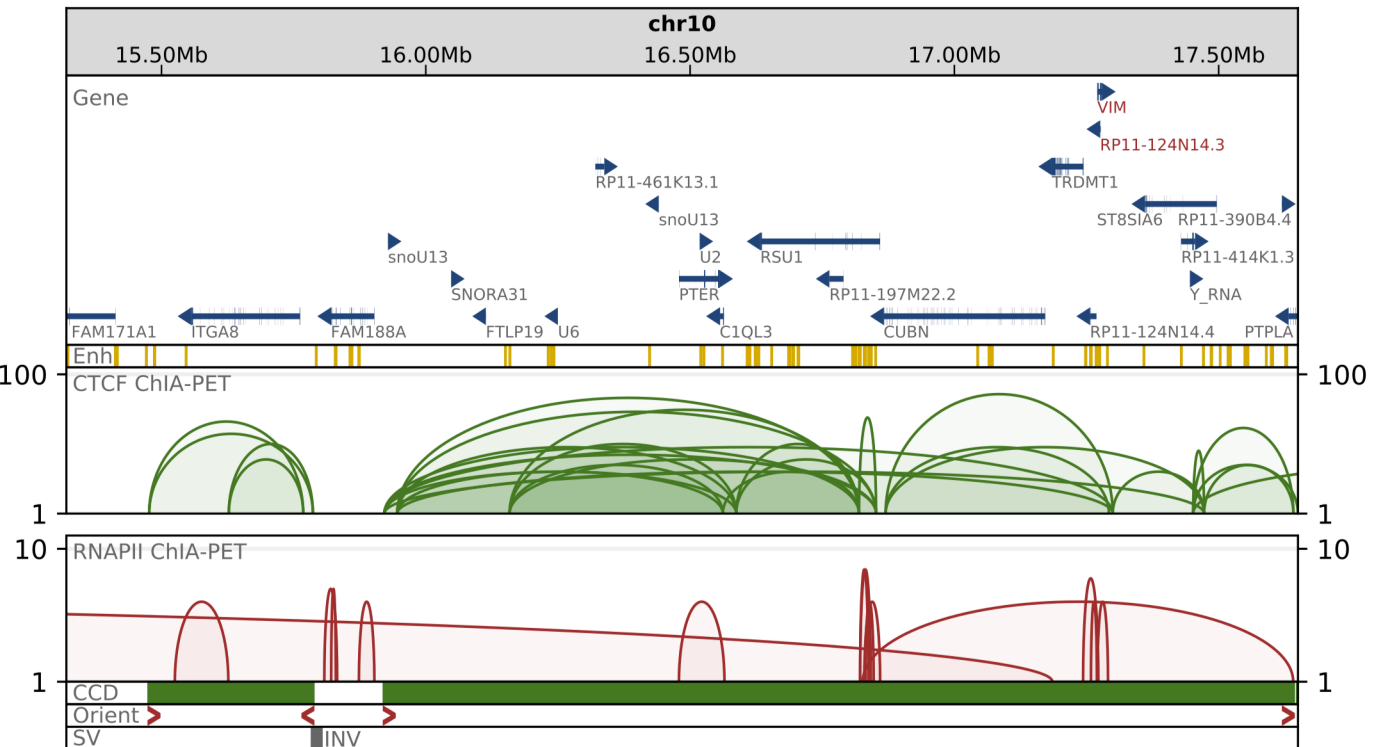 chr10
15.50Mb 16.00Mb 16.50Mb 17.00Mb 17.50Mb
Gene
VIM
RP11-124N14.3
RP11-461K13.1 TRDMT1
snoU13 ST8SIA6 RP11-390B4.4
snoU13 U2 RSU1 RP11-414K1.3
SNORA31 PTER RP11-197M22.2 Y_RNA
FAM171A1 ITGA8 FAM188A FTLP19 U6 C1QL3 CUBN RP11-124N14.4 PTPLA
Enh
100 CTCF ChIA-PET 100
1 1
10 RNAPII ChIA-PET 10
1 1
CCD
Orient
SV INV